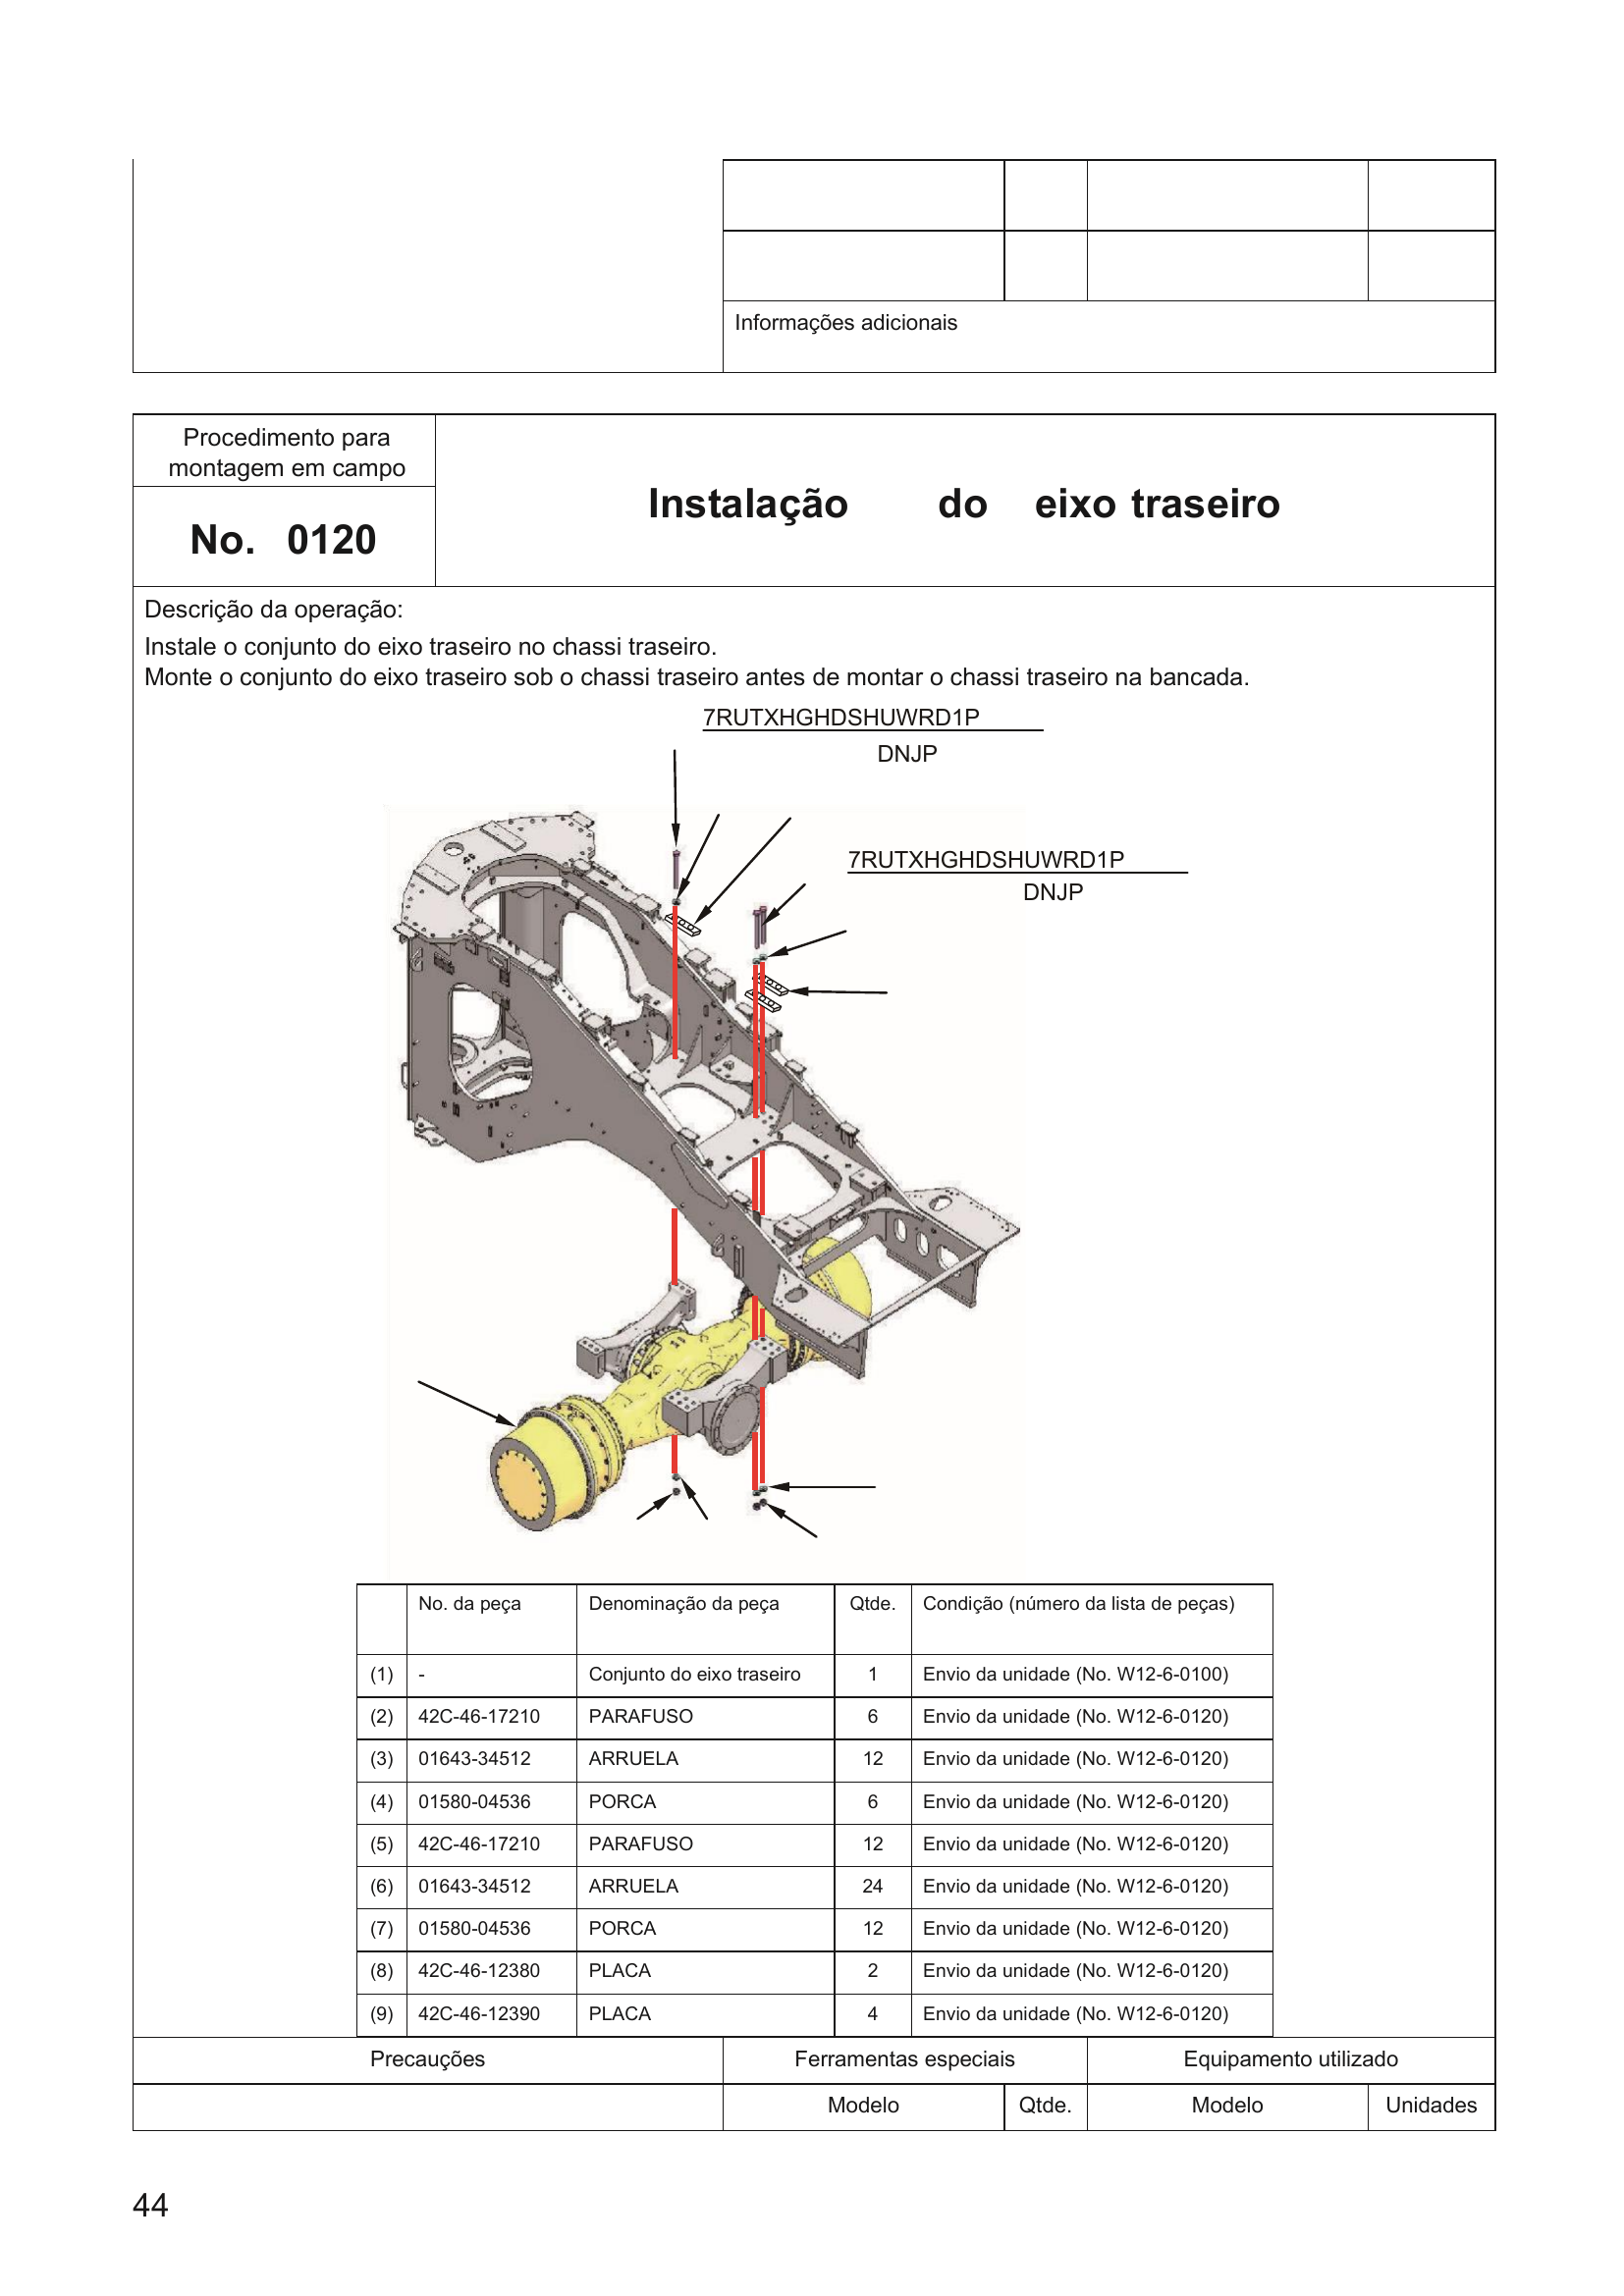 Informações adicionais
Procedimento para
montagem em campo
No. 0120
Instalação do eixo traseiro
Descrição da operação:
Instale o conjunto do eixo traseiro no chassi traseiro.
Monte o conjunto do eixo traseiro sob o chassi traseiro antes de montar o chassi traseiro na bancada.
7RUTXHGHDSHUWRD1P
DNJP
7RUTXHGHDSHUWRD1P
DNJP
No. da peça Denominação da peça Qtde. Condição (número da lista de peças)
(1) - Conjunto do eixo traseiro 1 Envio da unidade (No. W12-6-0100)
(2) 42C-46-17210 PARAFUSO 6 Envio da unidade (No. W12-6-0120)
(3) 01643-34512 ARRUELA 12 Envio da unidade (No. W12-6-0120)
(4) 01580-04536 PORCA 6 Envio da unidade (No. W12-6-0120)
(5) 42C-46-17210 PARAFUSO 12 Envio da unidade (No. W12-6-0120)
(6) 01643-34512 ARRUELA 24 Envio da unidade (No. W12-6-0120)
(7) 01580-04536 PORCA 12 Envio da unidade (No. W12-6-0120)
(8) 42C-46-12380 PLACA 2 Envio da unidade (No. W12-6-0120)
(9) 42C-46-12390 PLACA 4 Envio da unidade (No. W12-6-0120)
Precauções Ferramentas especiais Equipamento utilizado
Modelo Qtde. Modelo Unidades
44